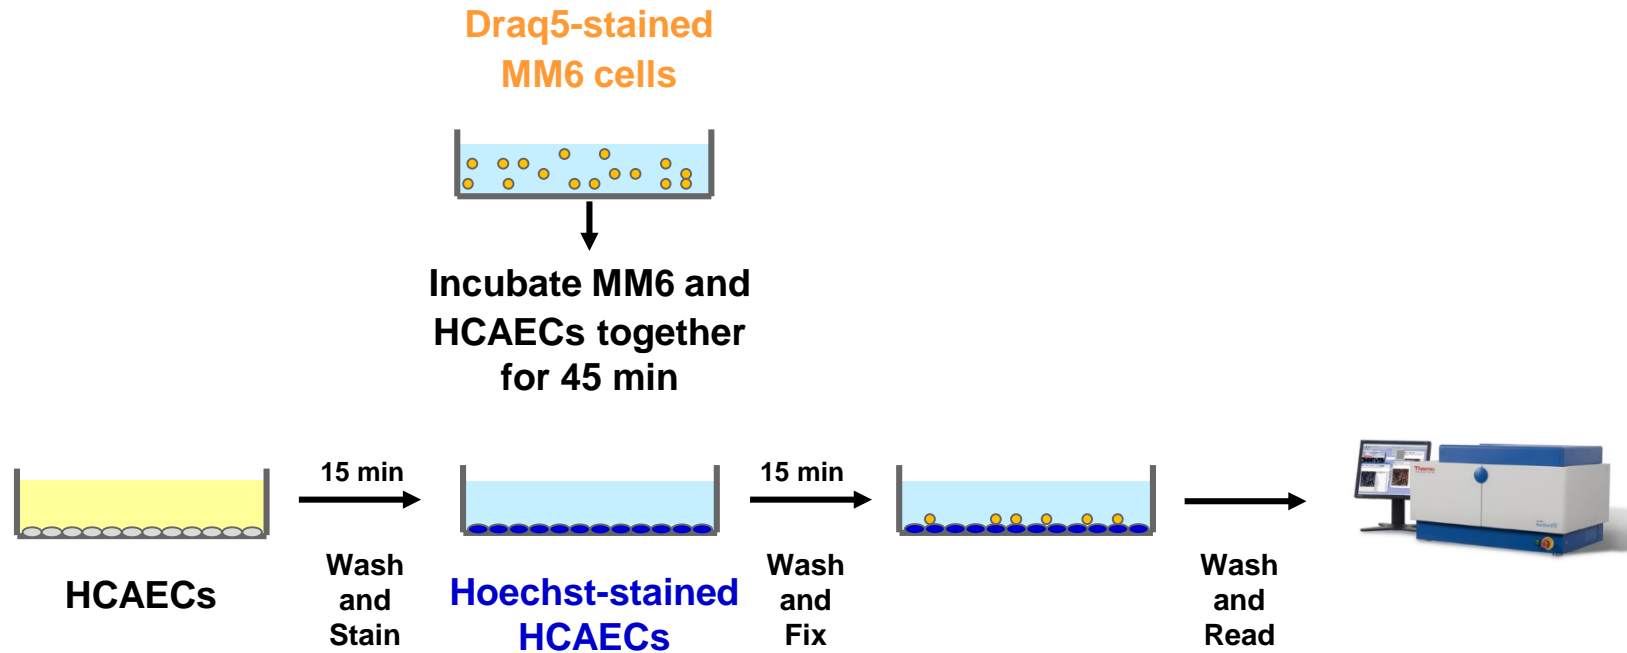 Draq5-stained
MM6 cells
Incubate MM6 and
HCAECs together
for 45 min
15 min
15 min
Wash
and
Stain
Wash
and
Fix
Wash
and
Read
HCAECs
Hoechst-stained
HCAECs
Thermo